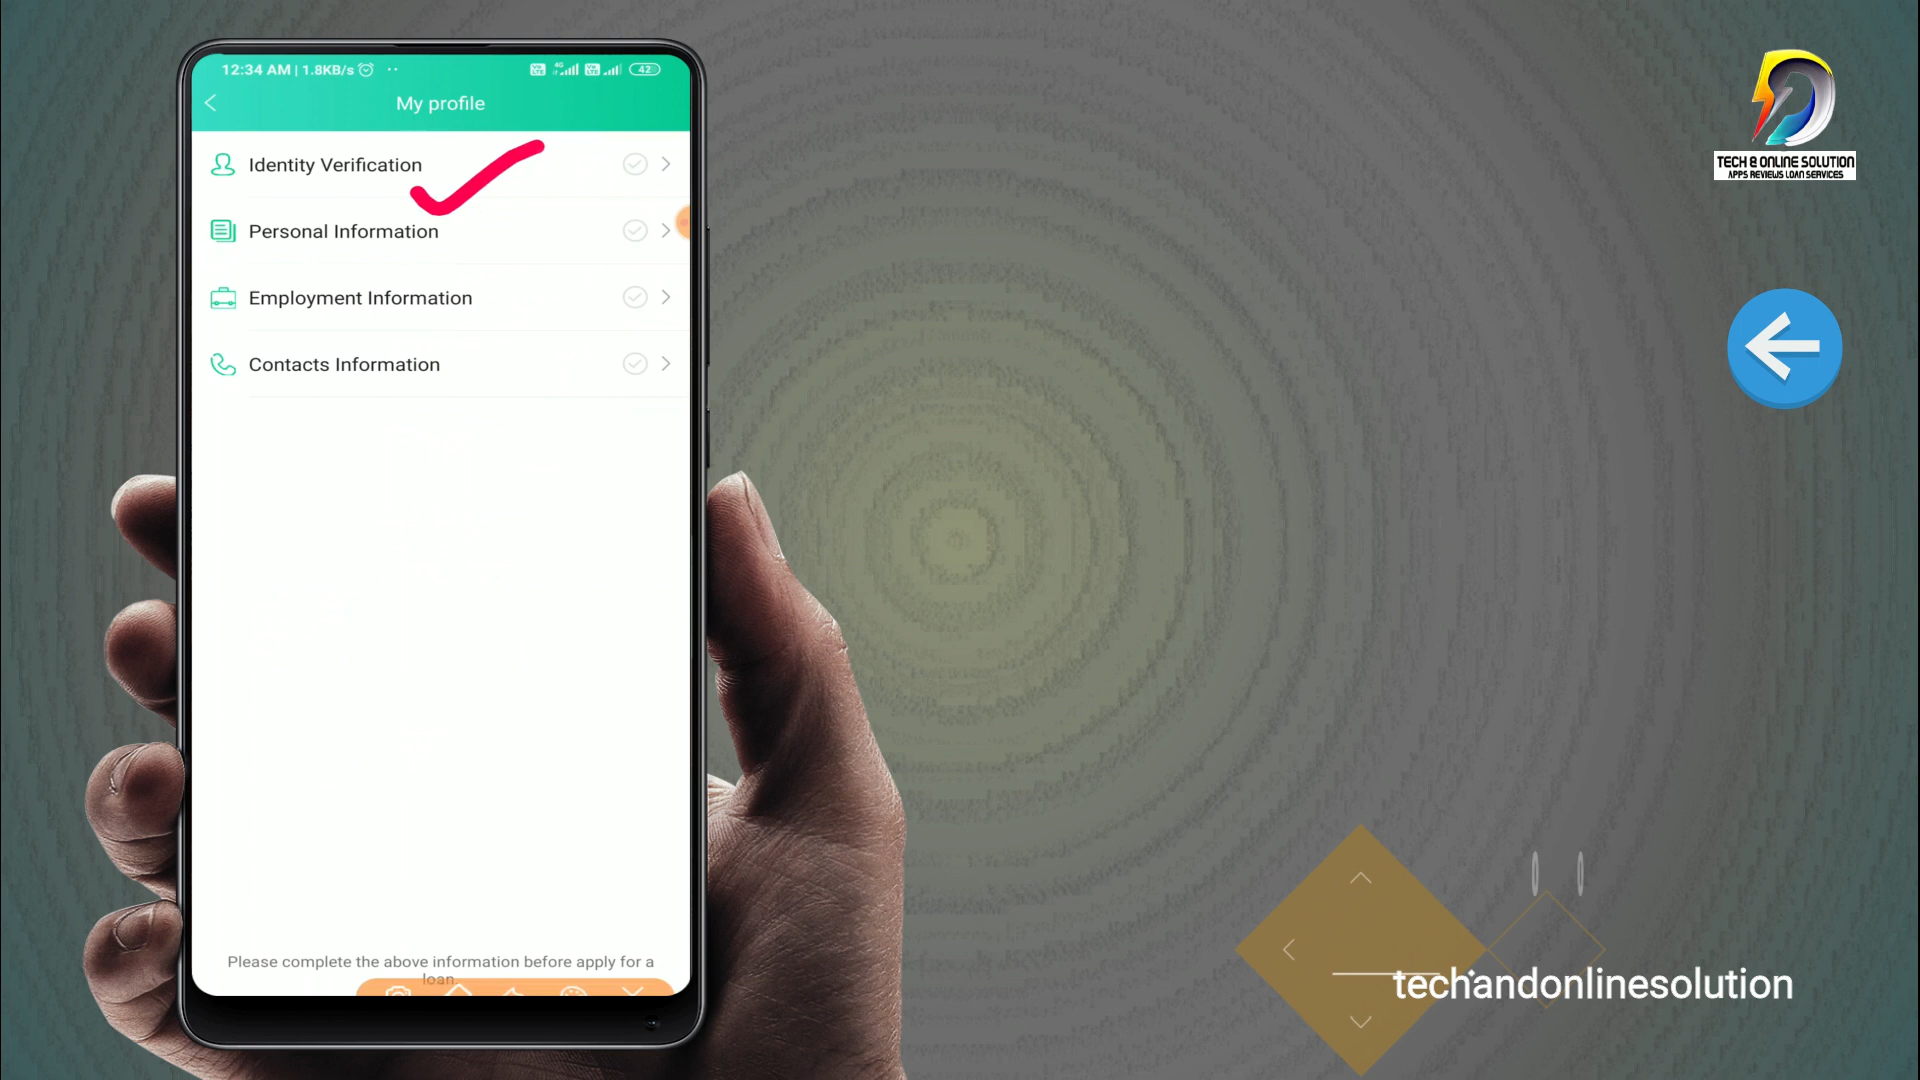 12:34 AM | 1.8KB/s
42
My profile
Identity Verification
Personal Information
Employment Information
Contacts Information
Please complete the above information before apply for a
loan.
TECH & ONLINE SOLUTION
APPS REVIEWS LOAN SERVICES
techandonlinesolution